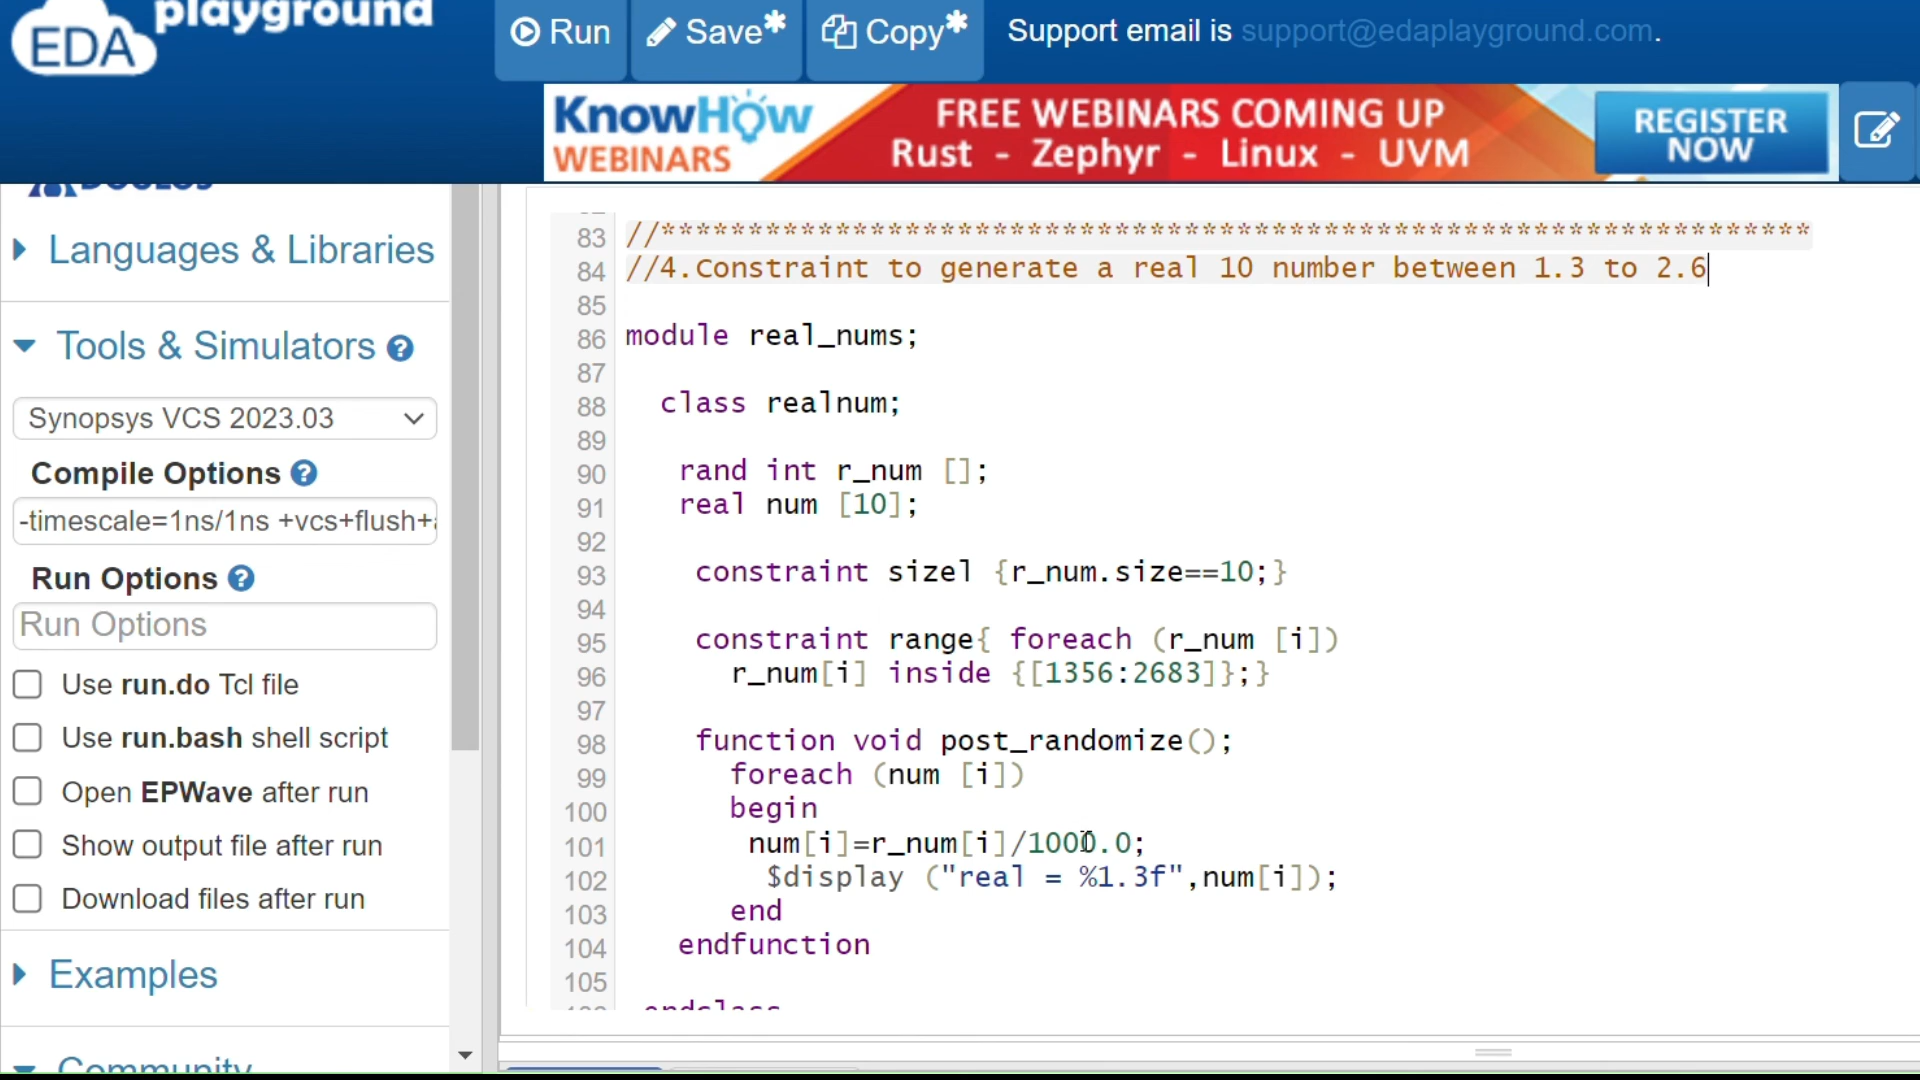 EDA playground
Run
Save*
Copy*
Support email is support@edaplayground.com.
KnowHow
WEBINARS
FREE WEBINARS COMING UP
Rust - Zephyr - Linux - UVM
REGISTER
NOW
Languages & Libraries
Tools & Simulators ?
Synopsys VCS 2023.03
Compile Options ?
-timescale=1ns/1ns +vcs+flush+
Run Options ?
Run Options
Use run.do Tcl file
Use run.bash shell script
Open EPWave after run
Show output file after run
Download files after run
Examples
Community
83 //******************************************************************
84 //4.Constraint to generate a real 10 number between 1.3 to 2.6
85
86 module real_nums;
87
88 class realnum;
89
90 rand int r_num [];
91 real num [10];
92
93 constraint sizel {r_num.size==10;}
94
95 constraint range{ foreach (r_num [i])
96 r_num[i] inside {[1356:2683]};}
97
98 function void post_randomize();
99 foreach (num [i])
100 begin
101 num[i]=r_num[i]/1000.0;
102 $display ("real = %1.3f",num[i]);
103 end
104 endfunction
105
endclass